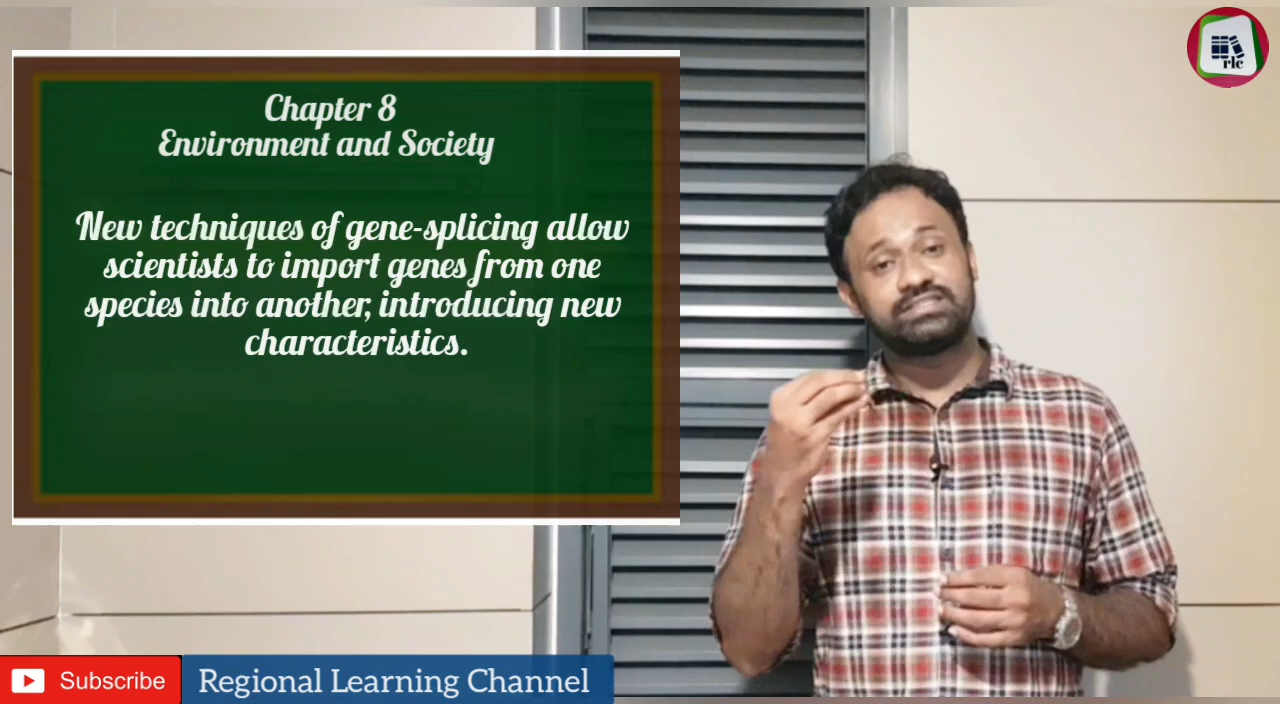 Chapter 8
Environment and Society
New techniques of gene-splicing allow
scientists to import genes from one
species into another, introducing new
characteristics.
rlc
Subscribe
Regional Learning Channel